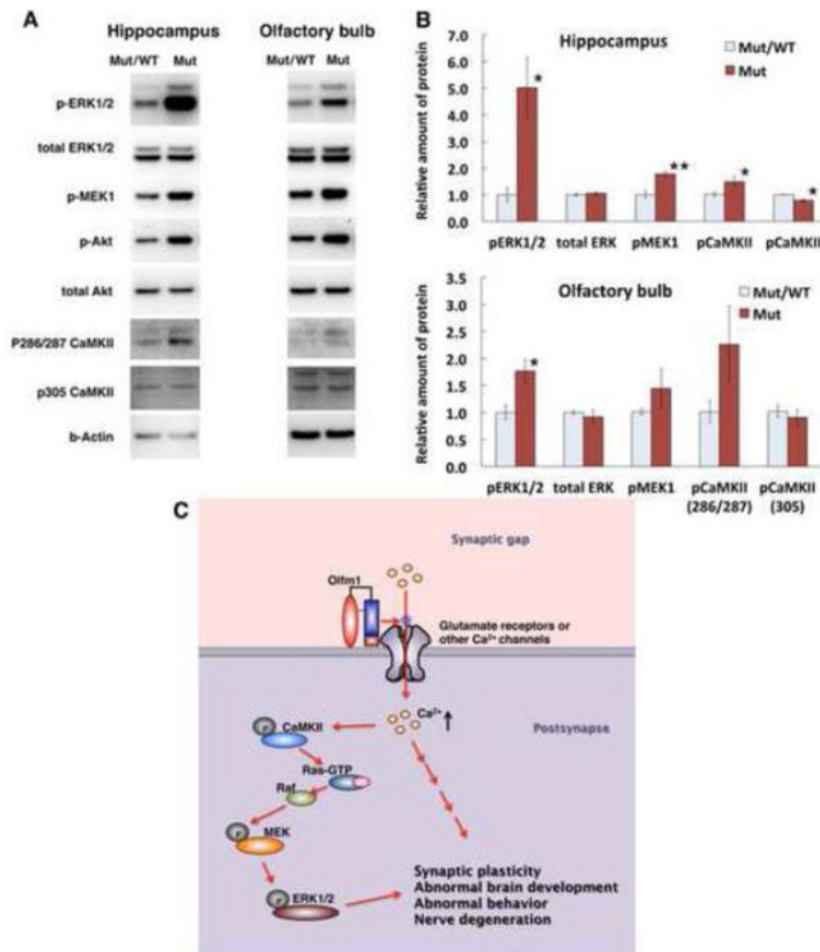 A
Hippocampus
Olfactory bulb
Mut/WT Mut
Mut/WT Mut
p-ERK1/2
total ERK1/2
p-MEK1
p-Akt
total Akt
P286/287 CaMKII
p305 CaMKII
b-Actin
B
Hippocampus
Mut/WT
Mut
Relative amount of protein
7.0
6.0
5.0
4.0
3.0
2.0
1.0
0.0
*
**
*
*
pERK1/2 total ERK pMEK1 pCaMKII pCaMKII
Olfactory bulb
Mut/WT
Mut
Relative amount of protein
3.5
3.0
2.5
2.0
1.5
1.0
0.5
0.0
*
pERK1/2 total ERK pMEK1 pCaMKII pCaMKII
(286/287) (305)
C
Synaptic gap
Olfm1
Glutamate receptors or
other Ca²⁺ channels
Ca²⁺
Postsynapse
P
CaMKII
Ras-GTP
Raf
P
MEK
P
ERK1/2
Synaptic plasticity
Abnormal brain development
Abnormal behavior
Nerve degeneration